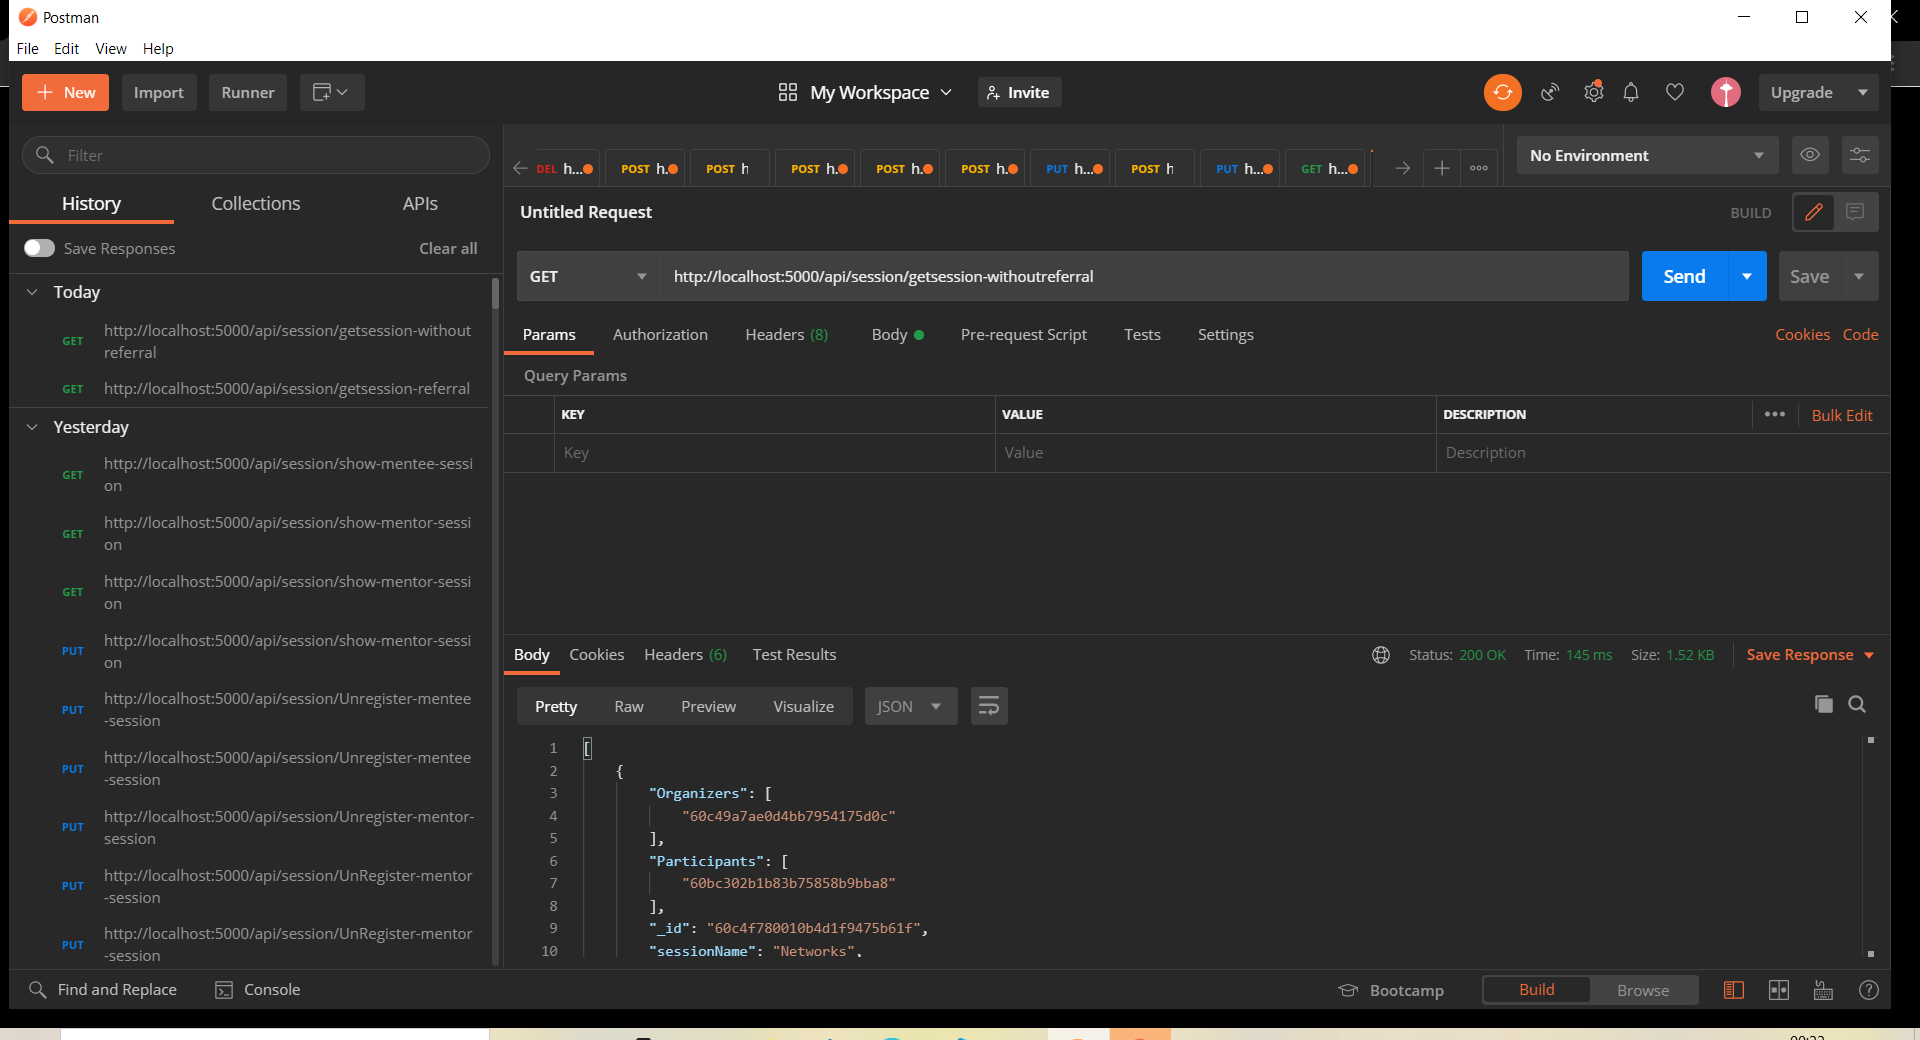 Postman
File Edit View Help
New Import Runner My Workspace Invite Upgrade
Filter
History Collections APIs
Save Responses Clear all
Today
GET http://localhost:5000/api/session/getsession-without
referral
GET http://localhost:5000/api/session/getsession-referral
Yesterday
GET http://localhost:5000/api/session/show-mentee-sessi
on
GET http://localhost:5000/api/session/show-mentor-sessi
on
GET http://localhost:5000/api/session/show-mentor-sessi
on
PUT http://localhost:5000/api/session/show-mentor-sessi
on
PUT http://localhost:5000/api/session/Unregister-mentee
-session
PUT http://localhost:5000/api/session/Unregister-mentee
-session
PUT http://localhost:5000/api/session/Unregister-mentor-
session
PUT http://localhost:5000/api/session/UnRegister-mentor
-session
PUT http://localhost:5000/api/session/UnRegister-mentor
-session
DEL h... POST h. POST h POST h. POST h. POST h. PUT h... POST h PUT h... GET h...
No Environment
Untitled Request BUILD
GET http://localhost:5000/api/session/getsession-withoutreferral Send Save
Params Authorization Headers (8) Body Pre-request Script Tests Settings Cookies Code
Query Params
KEY VALUE DESCRIPTION Bulk Edit
Key Value Description
Body Cookies Headers (6) Test Results Status: 200 OK Time: 145 ms Size: 1.52 KB Save Response
Pretty Raw Preview Visualize JSON
1 [
2 {
3 "Organizers": [
4 "60c49a7ae0d4bb7954175d0c"
5 ],
6 "Participants": [
7 "60bc302b1b83b75858b9bba8"
8 ],
9 "_id": "60c4f780010b4d1f9475b61f",
10 "sessionName": "Networks",
Find and Replace Console Bootcamp Build Browse